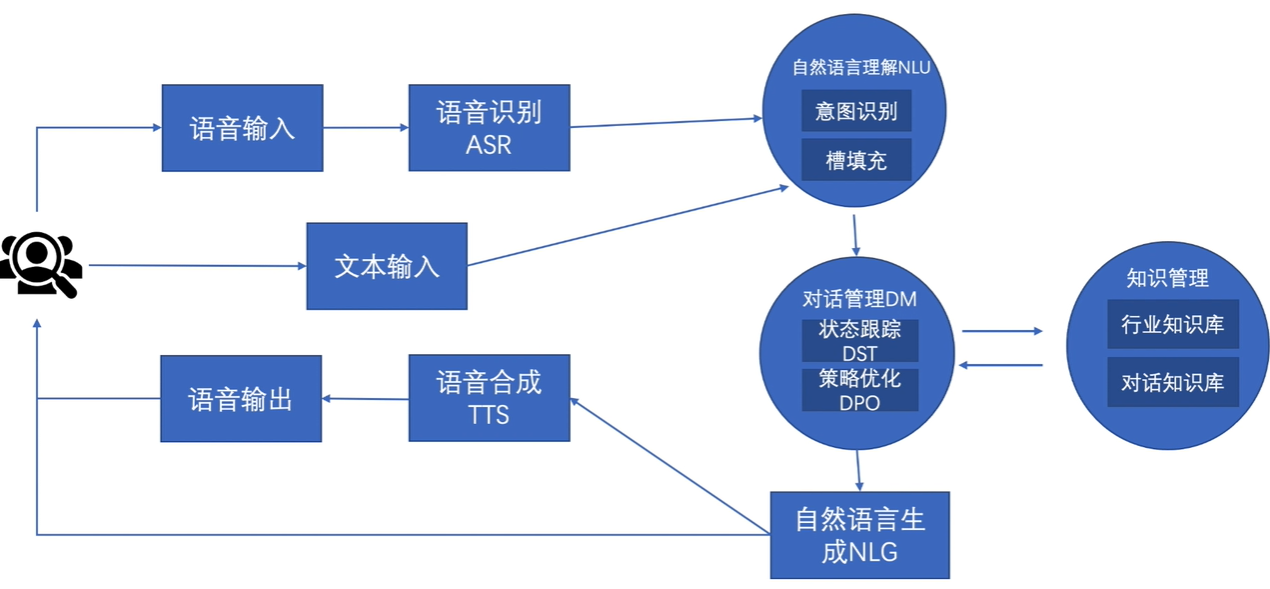 自然语言理解NLU
意图识别
槽填充
语音输入
语音识别
ASR
文本输入
对话管理DM
状态跟踪
DST
策略优化
DPO
知识管理
行业知识库
对话知识库
语音输出
语音合成
TTS
自然语言生
成NLG